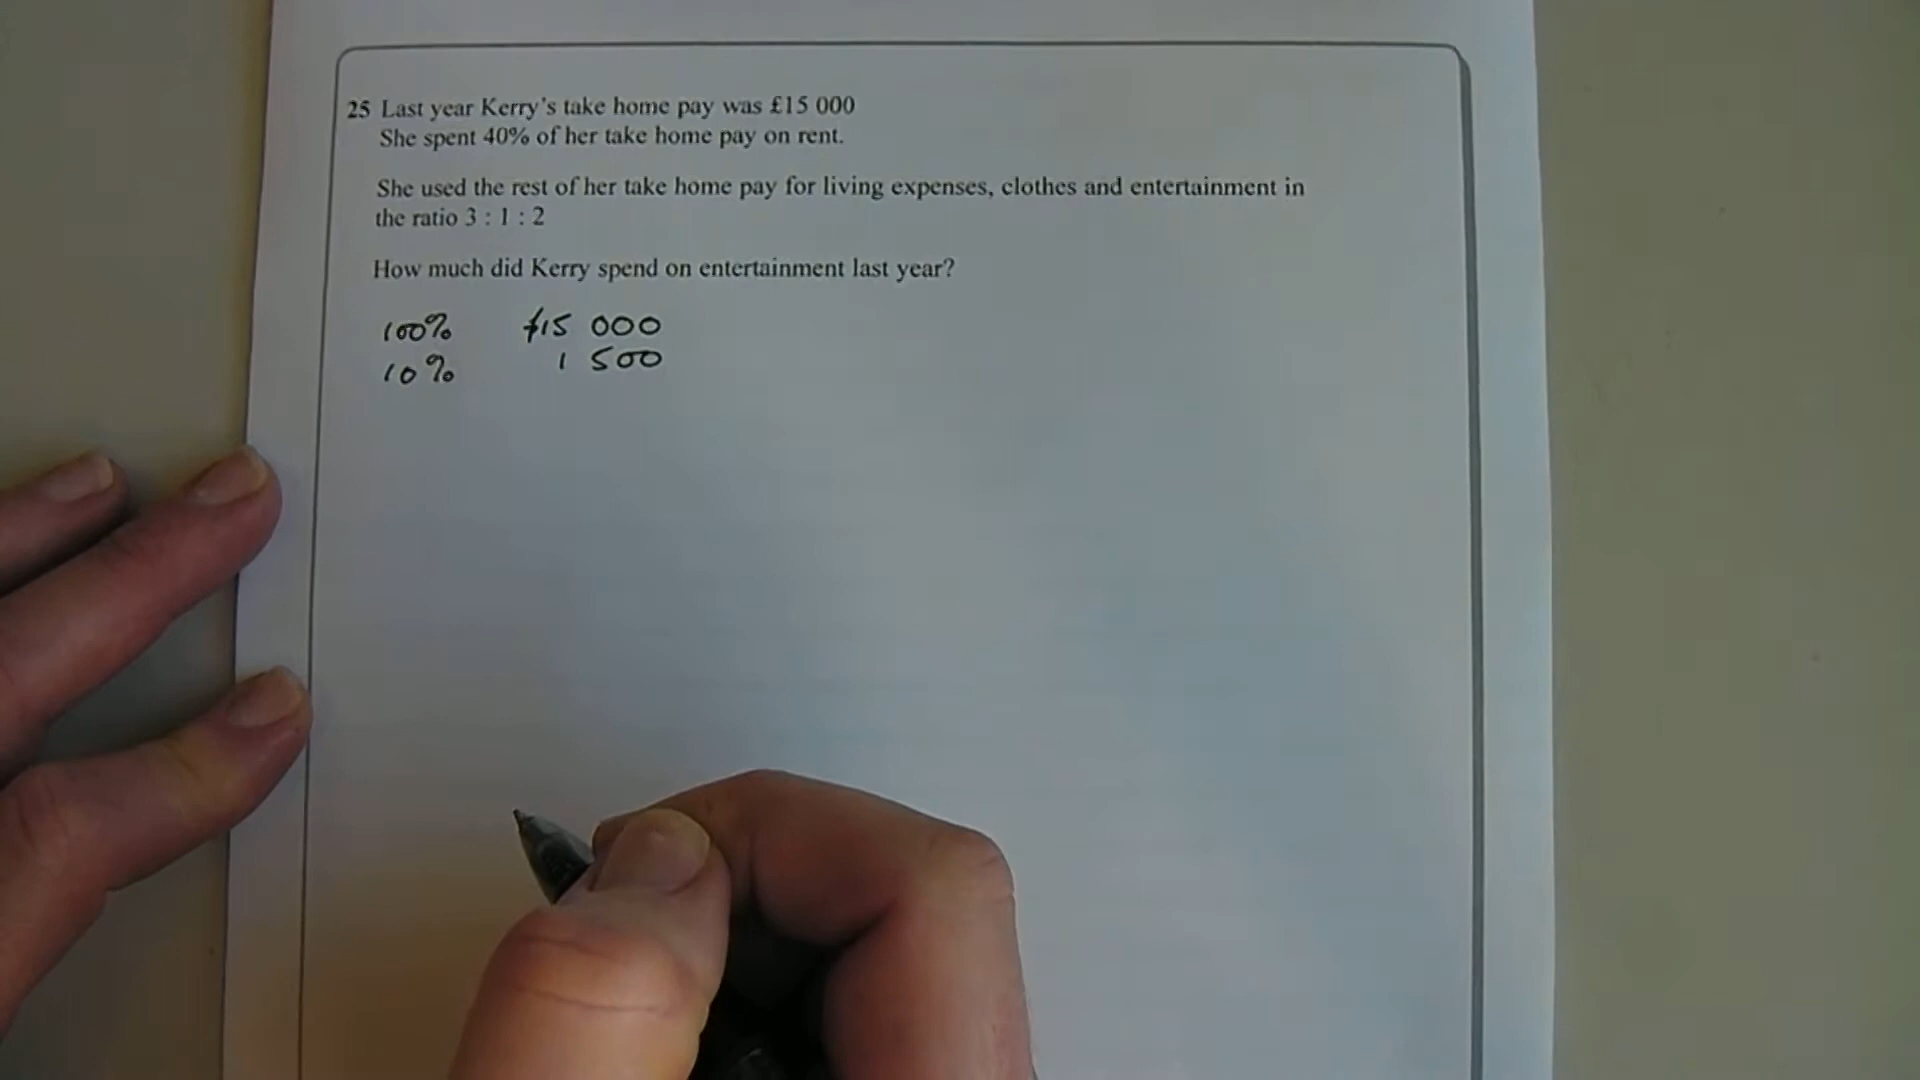 25 Last year Kerry's take home pay was £15 000
She spent 40% of her take home pay on rent.
She used the rest of her take home pay for living expenses, clothes and entertainment in
the ratio 3 : 1 : 2
How much did Kerry spend on entertainment last year?
100% £15 000
10% 1 500